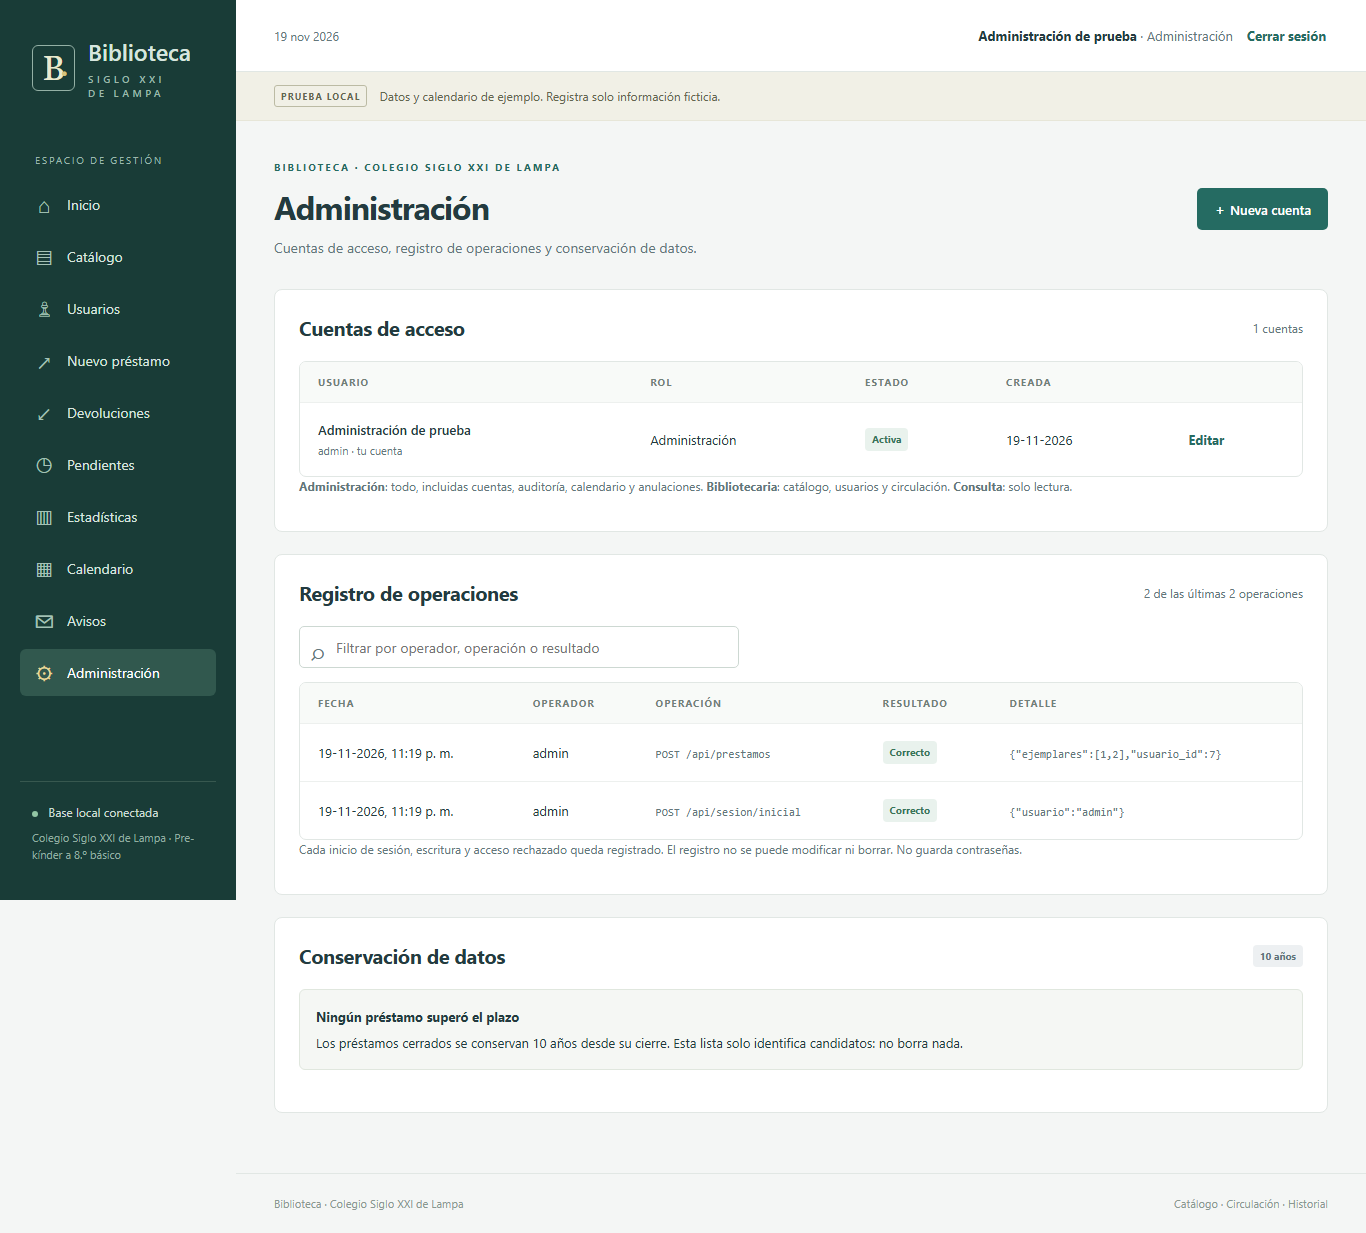 Biblioteca
SIGLO XXI
DE LAMPA
ESPACIO DE GESTIÓN
Inicio
Catálogo
Usuarios
Nuevo préstamo
Devoluciones
Pendientes
Estadísticas
Calendario
Avisos
Administración
Base local conectada
Colegio Siglo XXI de Lampa · Pre-
kínder a 8.º básico
19 nov 2026
Administración de prueba · Administración Cerrar sesión
PRUEBA LOCAL Datos y calendario de ejemplo. Registra solo información ficticia.
BIBLIOTECA · COLEGIO SIGLO XXI DE LAMPA
Administración
+ Nueva cuenta
Cuentas de acceso, registro de operaciones y conservación de datos.
Cuentas de acceso
1 cuentas
USUARIO ROL ESTADO CREADA
Administración de prueba
admin · tu cuenta
Administración Activa 19-11-2026 Editar
Administración: todo, incluidas cuentas, auditoría, calendario y anulaciones. Bibliotecaria: catálogo, usuarios y circulación. Consulta: solo lectura.
Registro de operaciones
2 de las últimas 2 operaciones
Filtrar por operador, operación o resultado
FECHA OPERADOR OPERACIÓN RESULTADO DETALLE
19-11-2026, 11:19 p. m. admin POST /api/prestamos Correcto {"ejemplares":[1,2],"usuario_id":7}
19-11-2026, 11:19 p. m. admin POST /api/sesion/inicial Correcto {"usuario":"admin"}
Cada inicio de sesión, escritura y acceso rechazado queda registrado. El registro no se puede modificar ni borrar. No guarda contraseñas.
Conservación de datos
10 años
Ningún préstamo superó el plazo
Los préstamos cerrados se conservan 10 años desde su cierre. Esta lista solo identifica candidatos: no borra nada.
Biblioteca · Colegio Siglo XXI de Lampa
Catálogo · Circulación · Historial